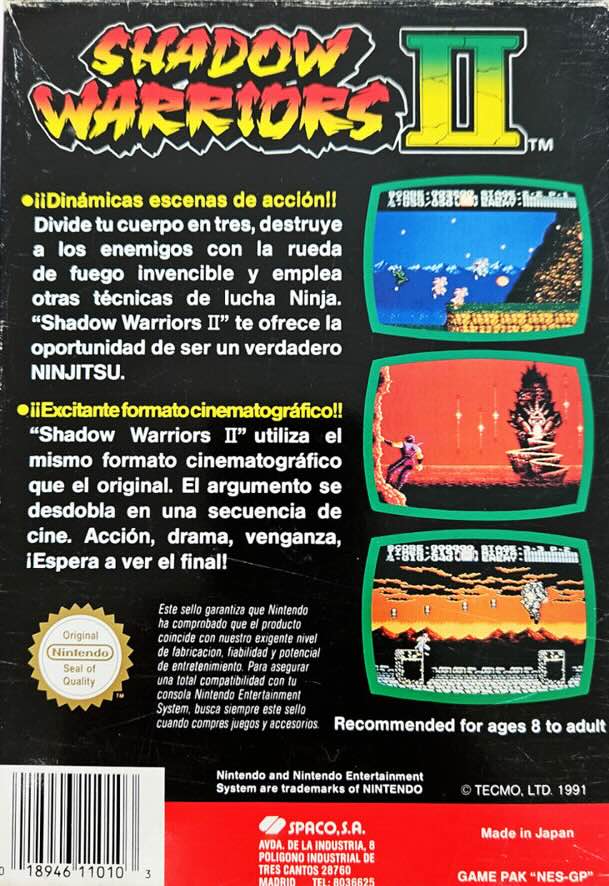 SHADOW
WARRIORS II™
●¡¡Dinámicas escenas de acción!!
Divide tu cuerpo en tres, destruye
a los enemigos con la rueda
de fuego invencible y emplea
otras técnicas de lucha Ninja.
“Shadow Warriors II” te ofrece la
oportunidad de ser un verdadero
NINJITSU.
●¡¡Excitante formato cinematográfico!!
“Shadow Warriors II” utiliza el
mismo formato cinematográfico
que el original. El argumento se
desdobla en una secuencia de
cine. Acción, drama, venganza,
¡Espera a ver el final!
Original
Nintendo
Seal of
Quality
™
Este sello garantiza que Nintendo
ha comprobado que el producto
coincide con nuestro exigente nivel
de fabricacion, fiabilidad y potencial
de entretenimiento. Para asegurar
una total compatibilidad con tu
consola Nintendo Entertainment
System, busca siempre este sello
cuando compres juegos y accesorios.
Recommended for ages 8 to adult
Nintendo and Nintendo Entertainment
System are trademarks of NINTENDO
© TECMO, LTD. 1991
0 18946 11010 3
SPACO, S.A.
AVDA. DE LA INDUSTRIA, 8
POLIGONO INDUSTRIAL DE
TRES CANTOS 28760
MADRID TEL: 8036625
Made in Japan
GAME PAK “NES-GP”